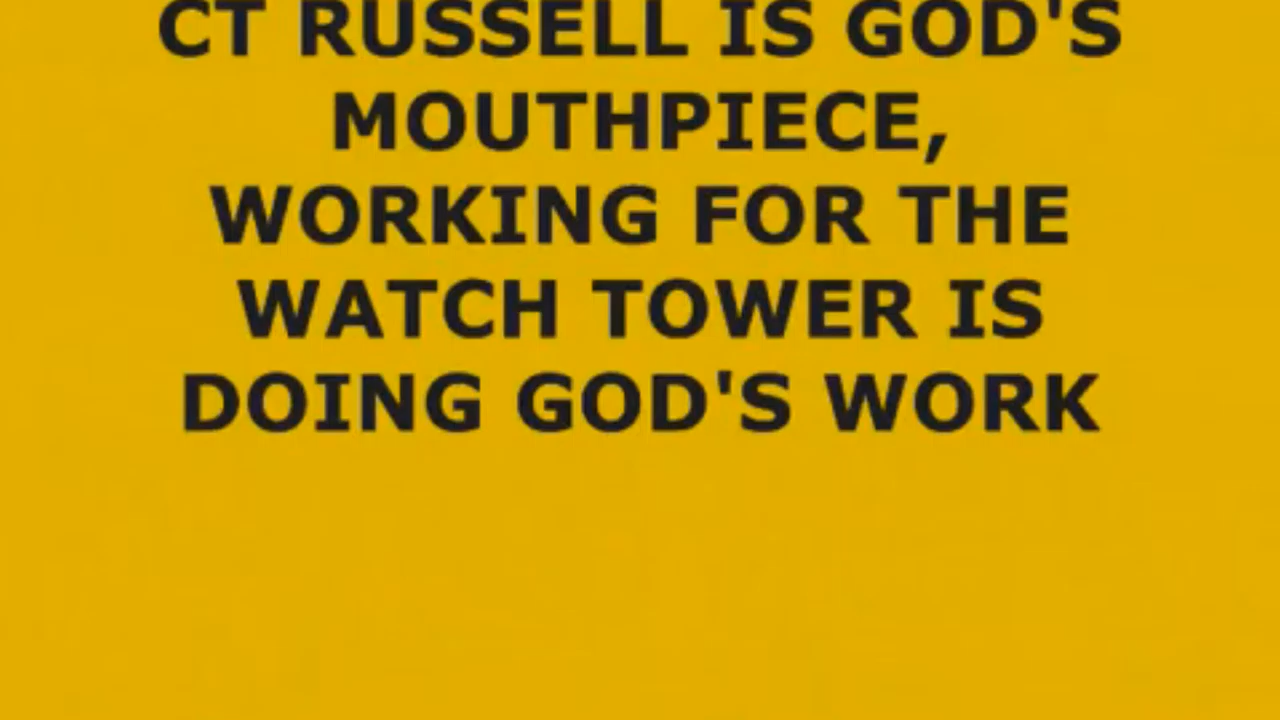 CT RUSSELL IS GOD'S
MOUTHPIECE,
WORKING FOR THE
WATCH TOWER IS
DOING GOD'S WORK